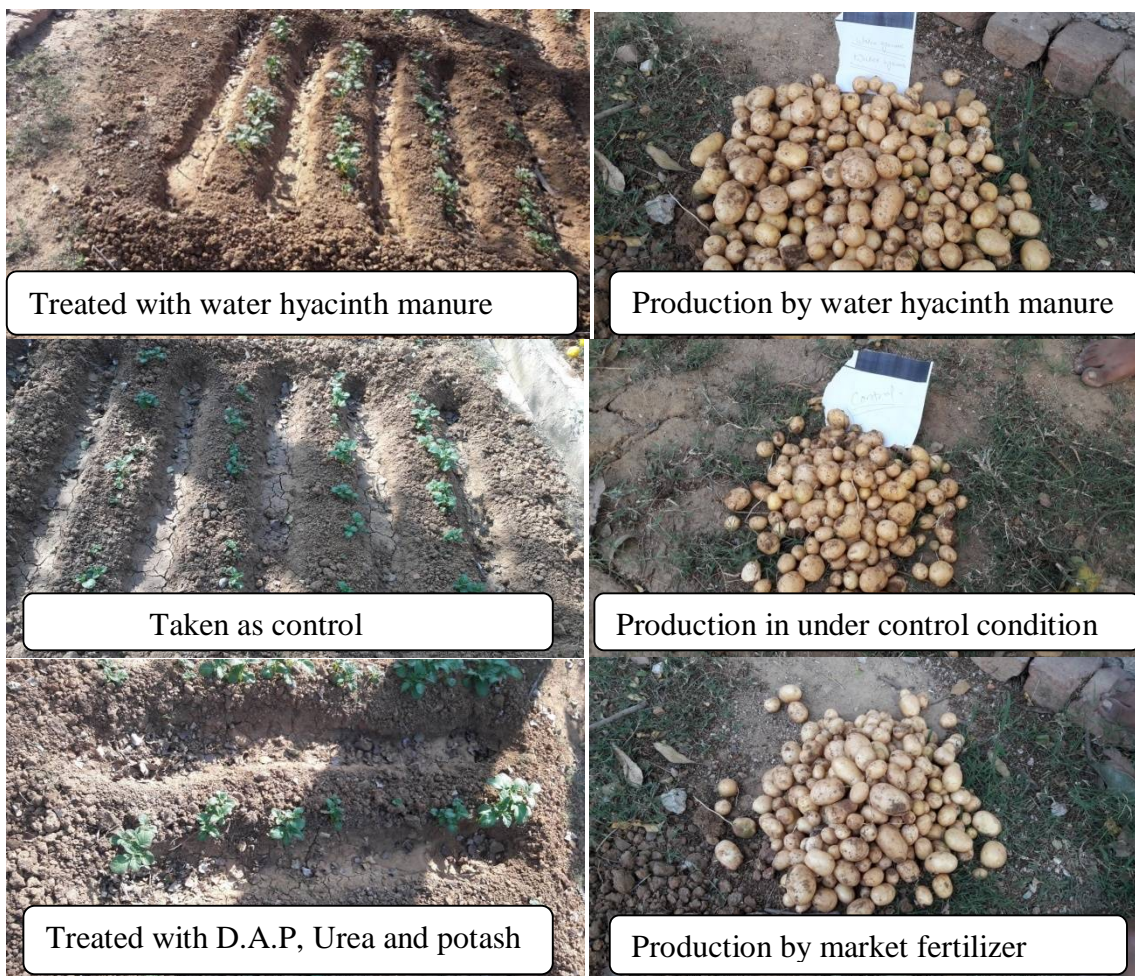 Treated with water hyacinth manure
Production by water hyacinth manure
Control
Taken as control
Production in under control condition
Treated with D.A.P, Urea and potash
Production by market fertilizer